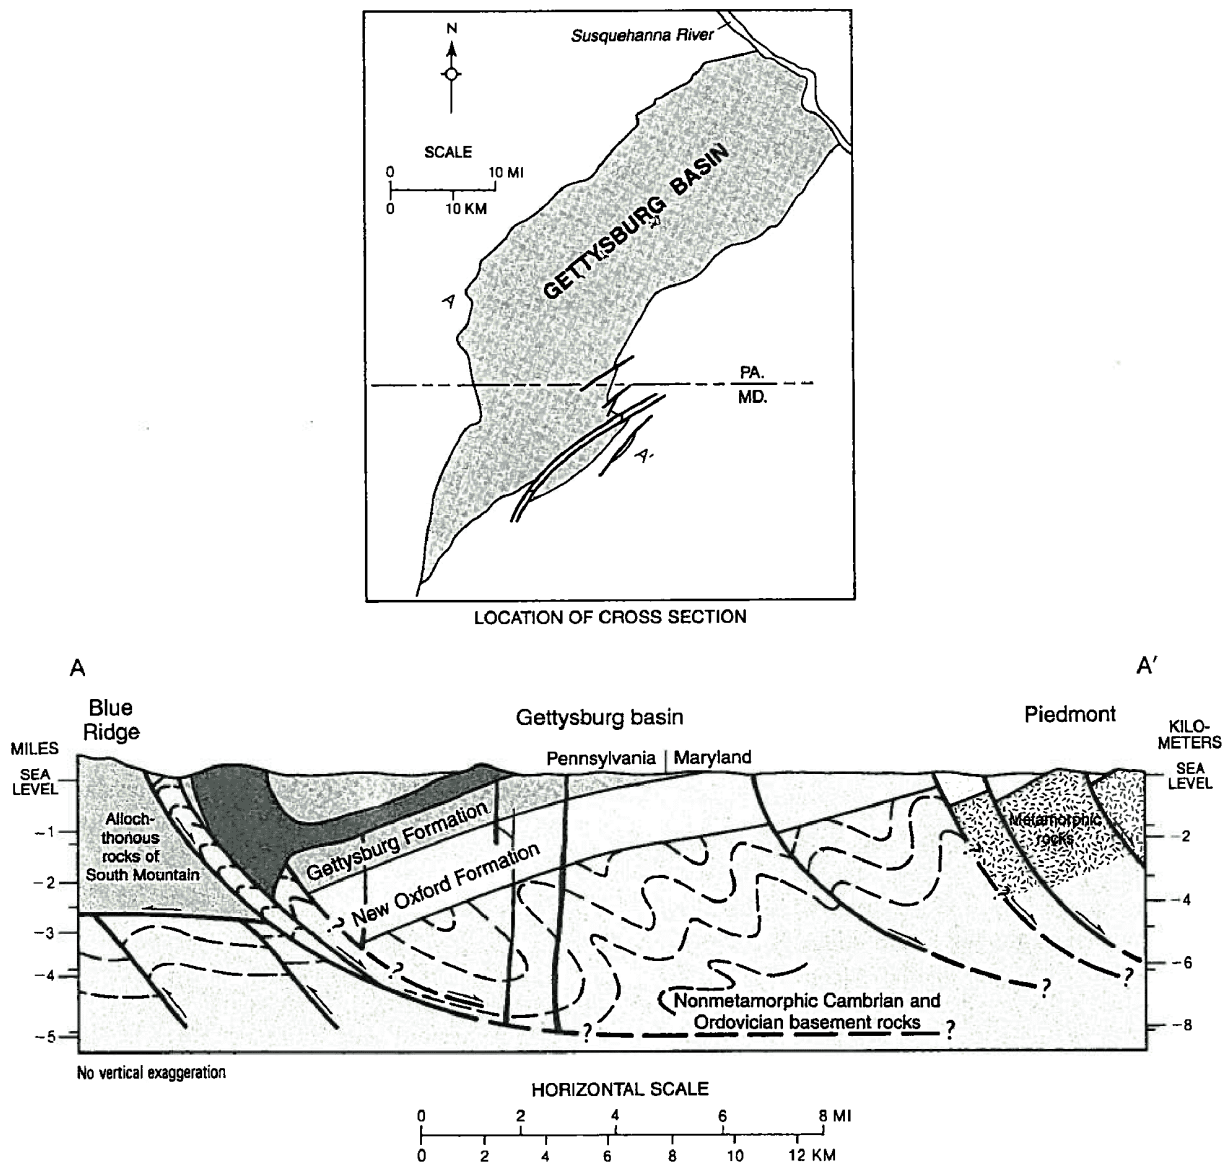 N
Susquehanna River
SCALE
0 10 MI
0 10 KM
GETTYSBURG BASIN
A
PA.
MD.
A'
LOCATION OF CROSS SECTION
A A′
Blue
Ridge
Gettysburg basin
Piedmont
MILES
KILO-
METERS
Pennsylvania Maryland
SEA
LEVEL
SEA
LEVEL
Alloch-
thonous
rocks of
South Mountain
Gettysburg Formation
New Oxford Formation
Metamorphic
rocks
-1
-2
-3
-4
-5
-2
-4
-6
-8
?
?
?
?
?
?
?
Nonmetamorphic Cambrian and
Ordovician basement rocks
No vertical exaggeration
HORIZONTAL SCALE
0 2 4 6 8 MI
0 2 4 6 8 10 12 KM